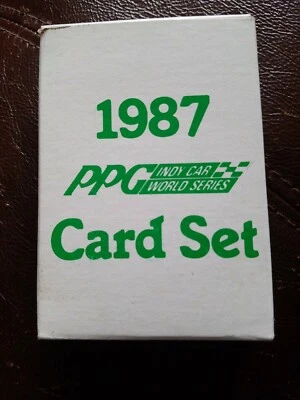 1987
PPG INDY CAR
WORLD SERIES
Card Set